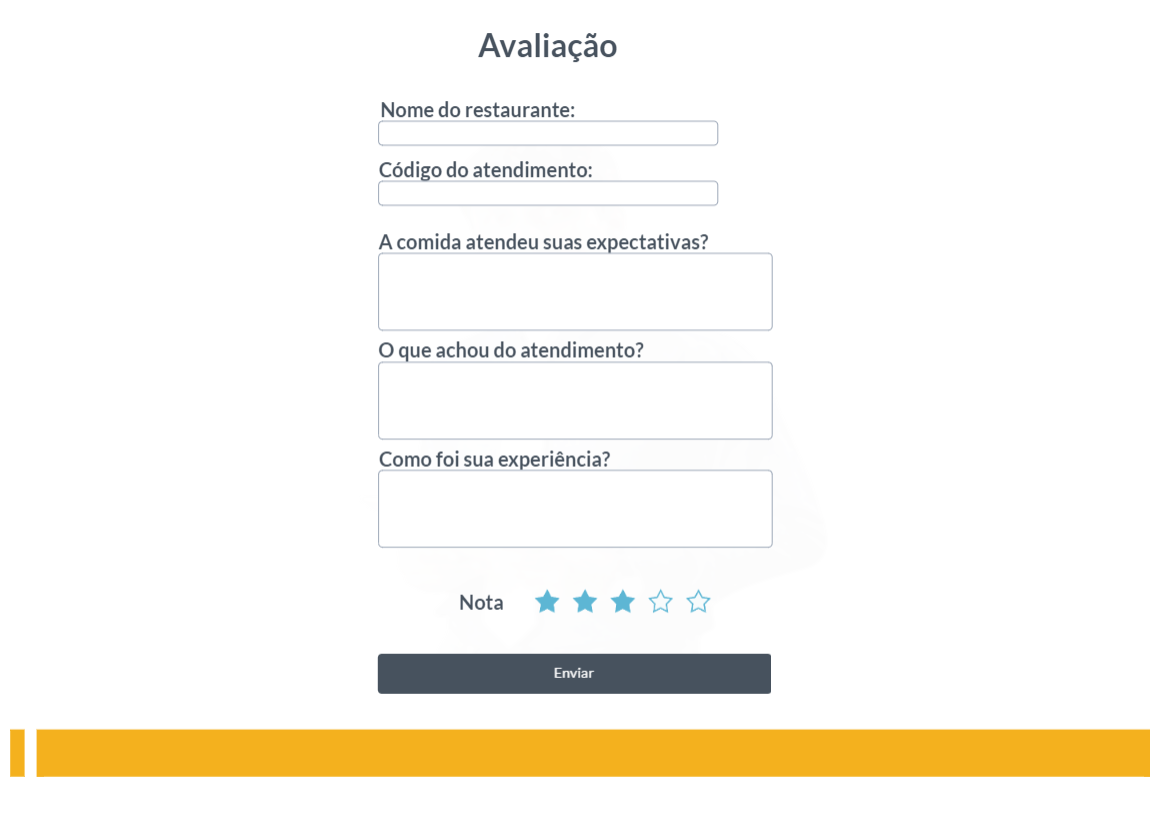 Avaliação
Nome do restaurante:
Código do atendimento:
A comida atendeu suas expectativas?
O que achou do atendimento?
Como foi sua experiência?
Nota
Enviar